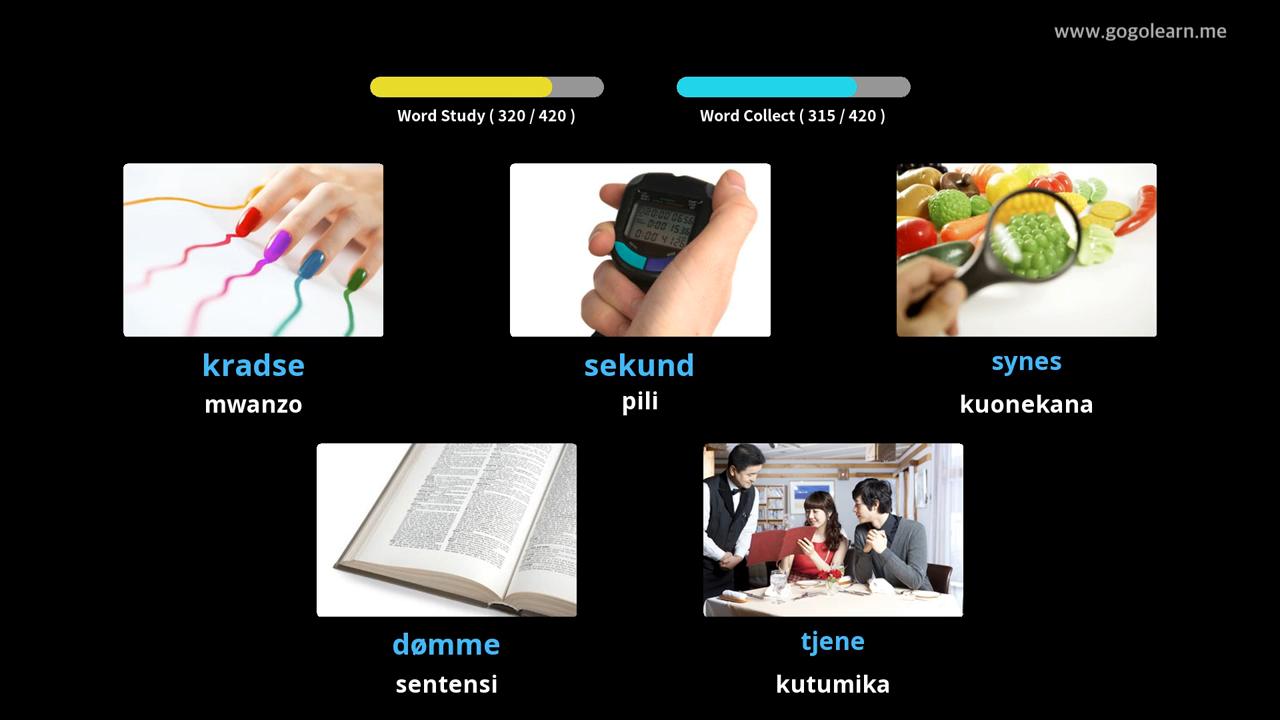 www.gogolearn.me
Word Study ( 320 / 420 )
Word Collect ( 315 / 420 )
kradse
mwanzo
sekund
pili
synes
kuonekana
dømme
sentensi
tjene
kutumika